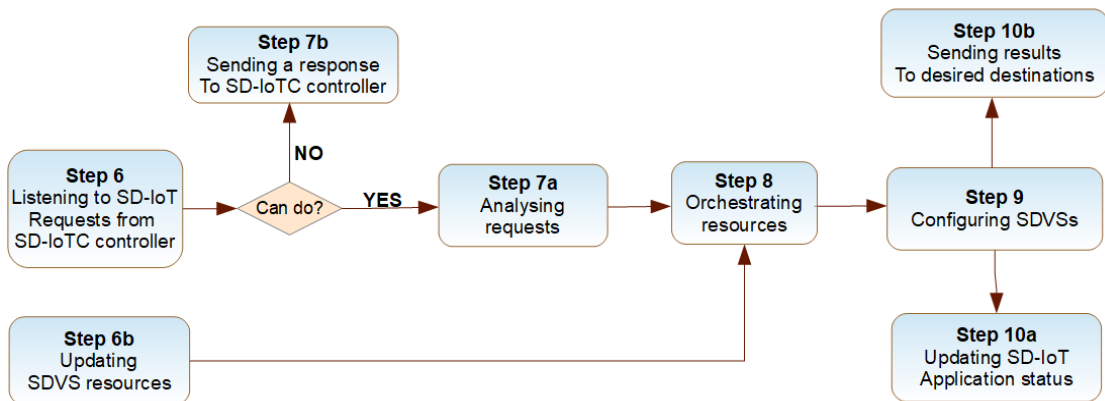 Step 7b
Sending a response
To SD-IoTC controller
Step 10b
Sending results
To desired destinations
NO
Step 6
Listening to SD-IoT
Requests from
SD-IoTC controller
Can do?
YES
Step 7a
Analysing
requests
Step 8
Orchestrating
resources
Step 9
Configuring SDVSs
Step 6b
Updating
SDVS resources
Step 10a
Updating SD-IoT
Application status